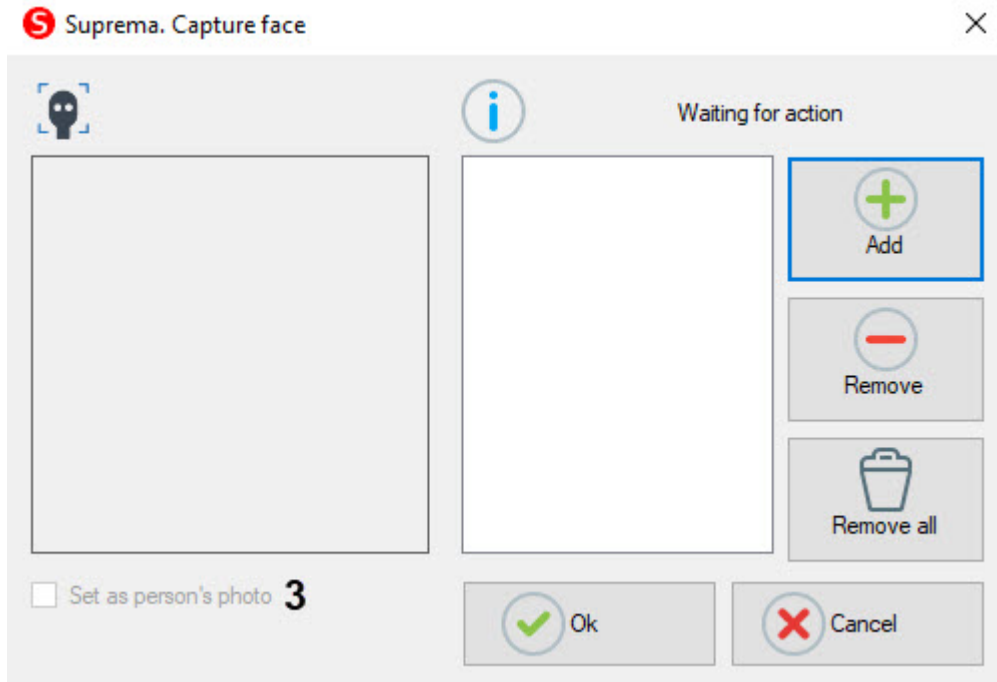 S Suprema. Capture face
i Waiting for action
Add
Remove
Remove all
Set as person's photo 3
Ok
Cancel